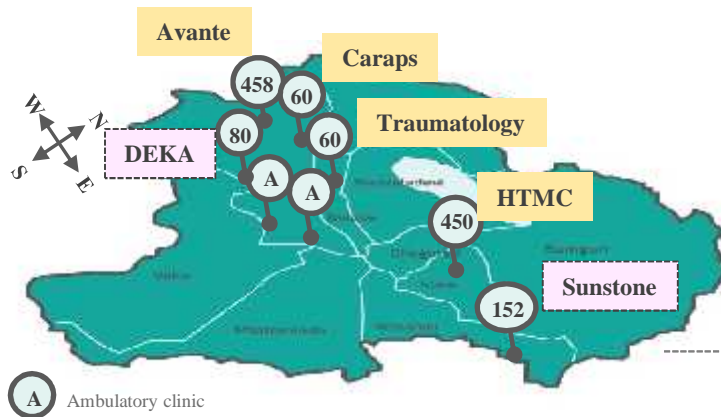 Avante
Caraps
458
60
W
N
80
60
Traumatology
DEKA
S
E
A
A
HTMC
450
Sunstone
152
A
Ambulatory clinic